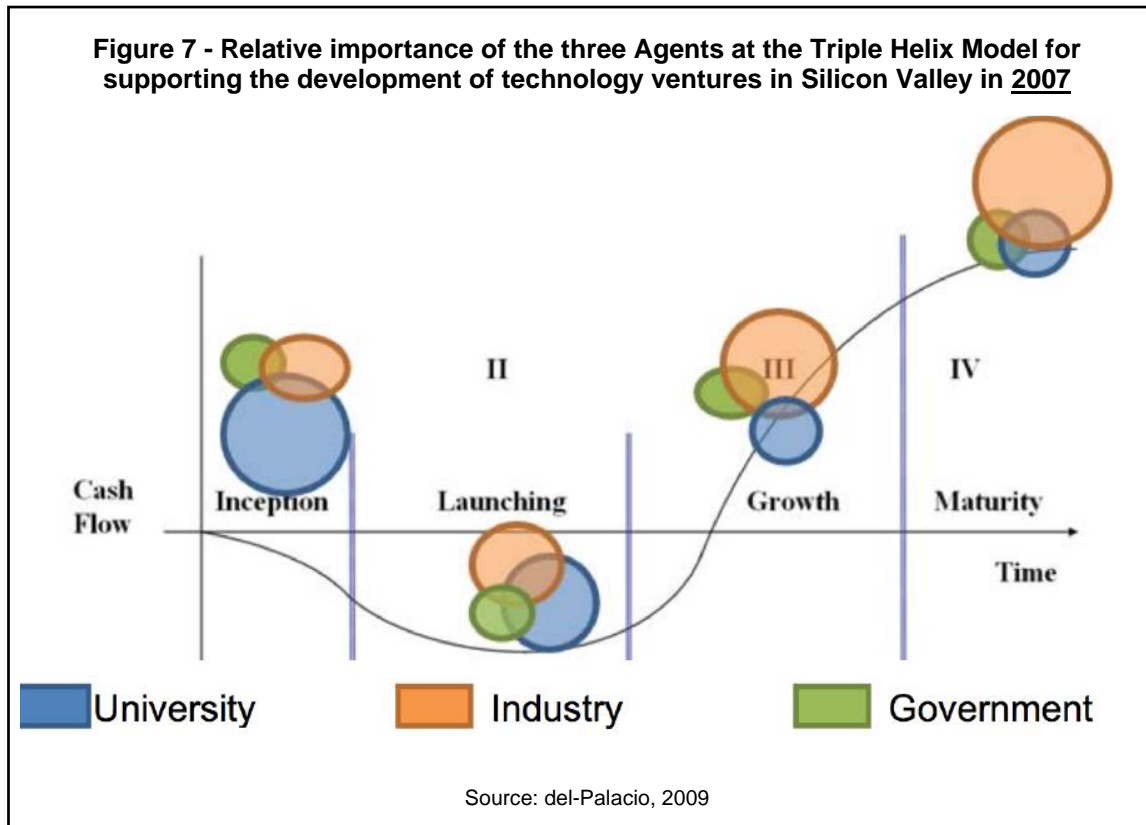 Figure 7 - Relative importance of the three Agents at the Triple Helix Model for
supporting the development of technology ventures in Silicon Valley in 2007
II
III
IV
Cash
Flow
Inception
Launching
Growth
Maturity
Time
University
Industry
Government
Source: del-Palacio, 2009